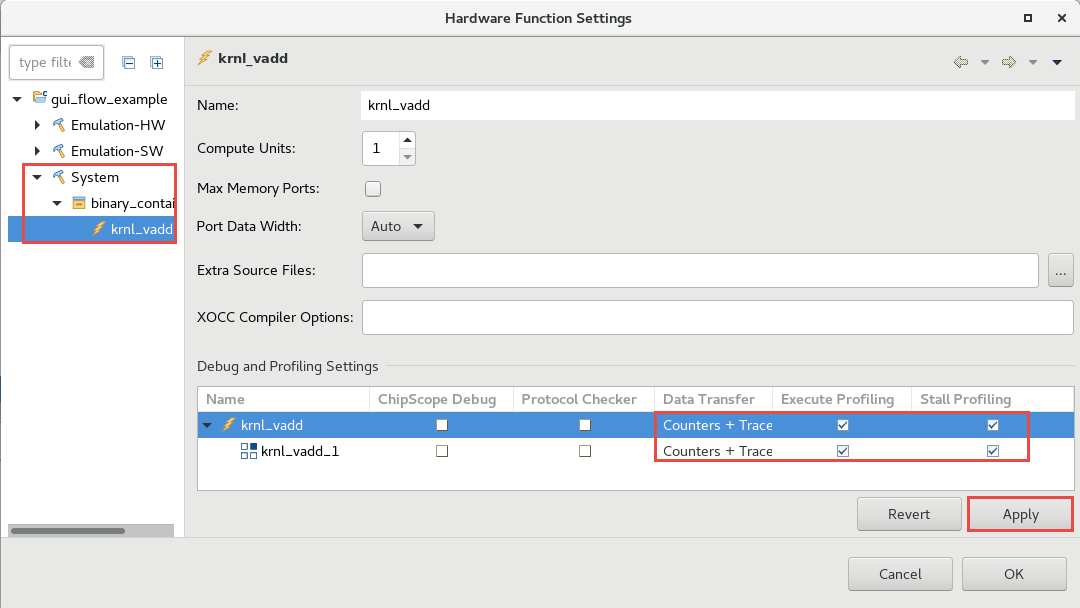 Hardware Function Settings
type filte
gui_flow_example
Emulation-HW
Emulation-SW
System
binary_contai
krnl_vadd
krnl_vadd
Name:
krnl_vadd
Compute Units:
1
Max Memory Ports:
Port Data Width:
Auto
Extra Source Files:
...
XOCC Compiler Options:
Debug and Profiling Settings
Name ChipScope Debug Protocol Checker Data Transfer Execute Profiling Stall Profiling
krnl_vadd Counters + Trace
krnl_vadd_1 Counters + Trace
Revert
Apply
Cancel
OK